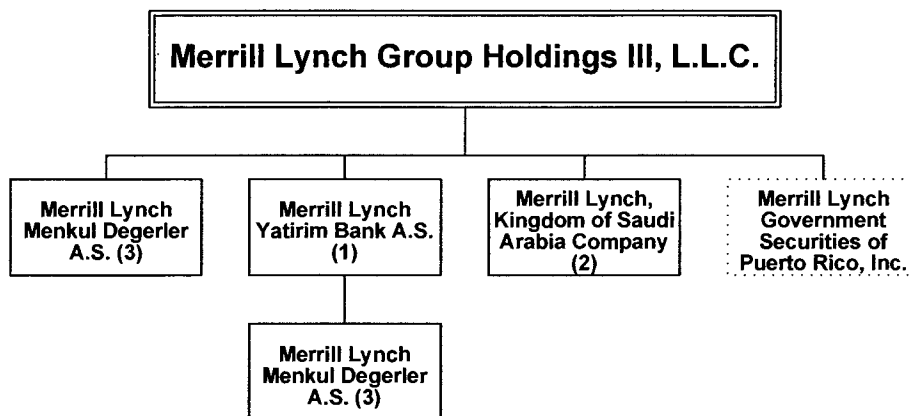 Merrill Lynch Group Holdings III, L.L.C.
Merrill Lynch
Menkul Degerler
A.S. (3)
Merrill Lynch
Yatirim Bank A.S.
(1)
Merrill Lynch,
Kingdom of Saudi
Arabia Company
(2)
Merrill Lynch
Government
Securities of
Puerto Rico, Inc.
Merrill Lynch
Menkul Degerler
A.S. (3)